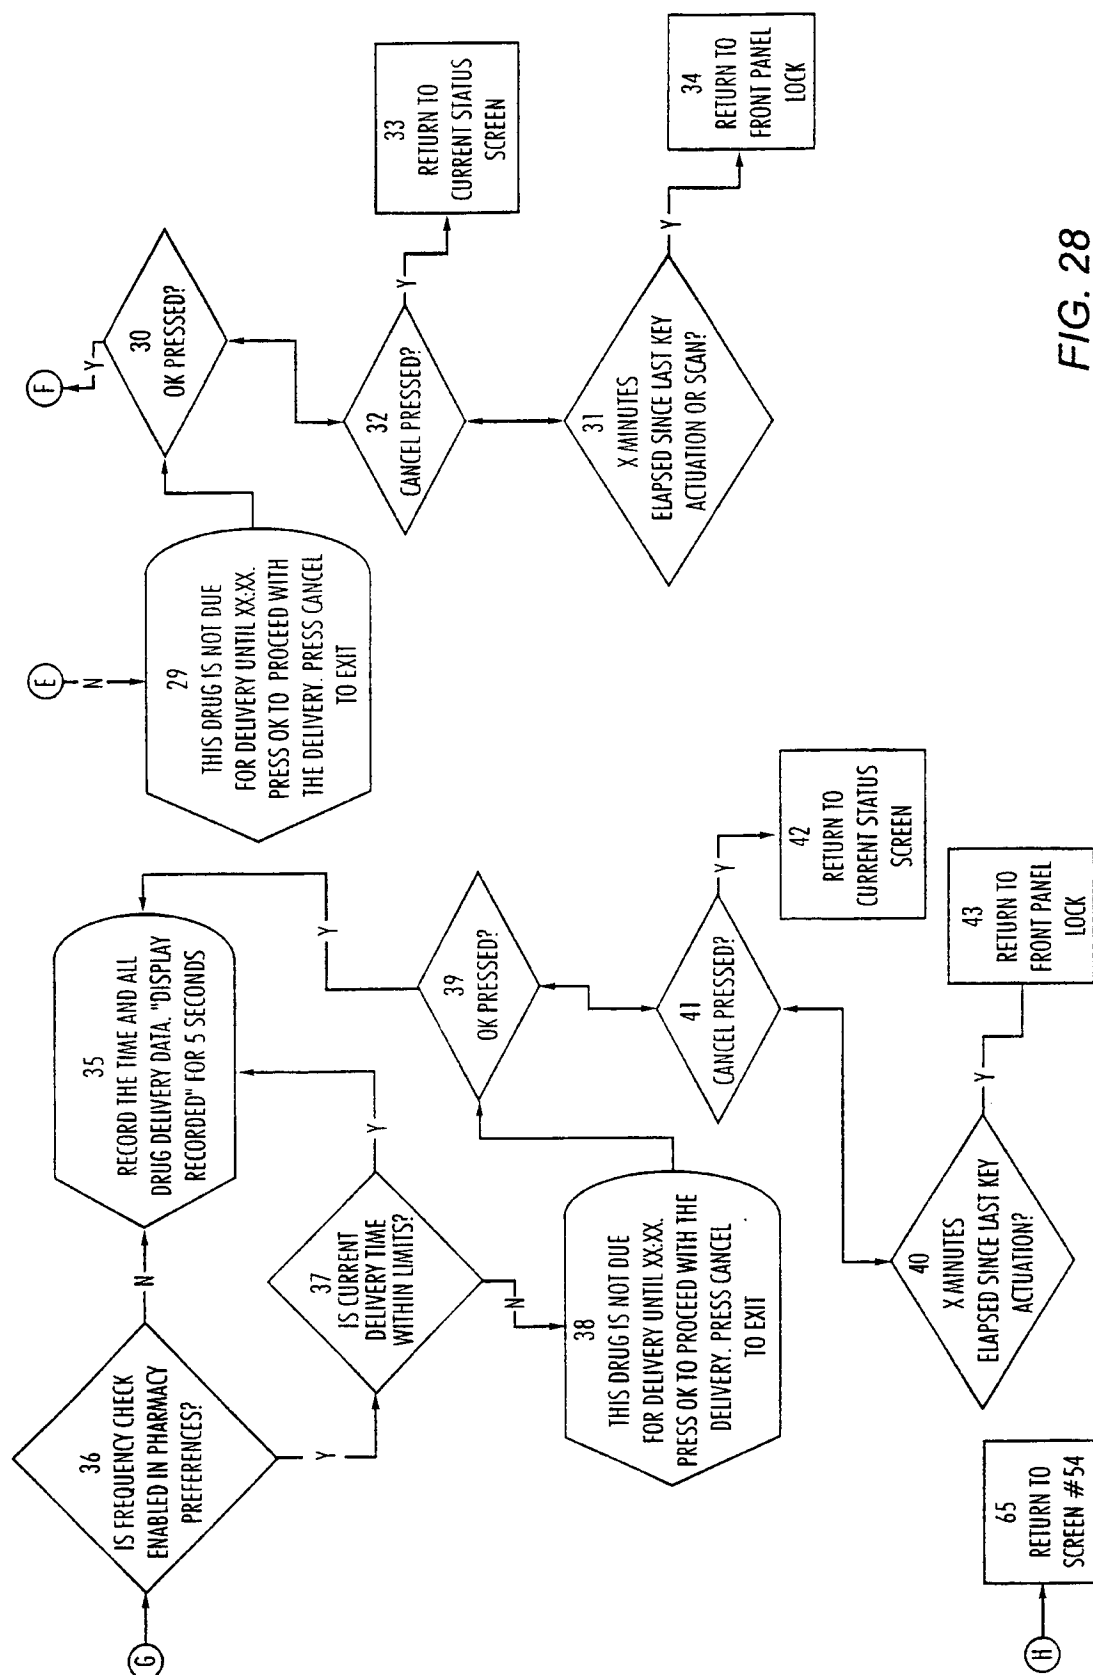 G
36
IS FREQUENCY CHECK
ENABLED IN PHARMACY
PREFERENCES?
N
Y
35
RECORD THE TIME AND ALL
DRUG DELIVERY DATA. "DISPLAY
RECORDED" FOR 5 SECONDS
37
IS CURRENT
DELIVERY TIME
WITHIN LIMITS?
Y
N
38
THIS DRUG IS NOT DUE
FOR DELIVERY UNTIL XX:XX.
PRESS OK TO PROCEED WITH THE
DELIVERY. PRESS CANCEL
TO EXIT
39
OK PRESSED?
Y
41
CANCEL PRESSED?
Y
42
RETURN TO
CURRENT STATUS
SCREEN
40
X MINUTES
ELAPSED SINCE LAST KEY
ACTUATION?
Y
43
RETURN TO
FRONT PANEL
LOCK
H
65
RETURN TO
SCREEN #54
E
N
29
THIS DRUG IS NOT DUE
FOR DELIVERY UNTIL XX:XX.
PRESS OK TO PROCEED WITH
THE DELIVERY. PRESS CANCEL
TO EXIT
F
Y
30
OK PRESSED?
32
CANCEL PRESSED?
Y
33
RETURN TO
CURRENT STATUS
SCREEN
31
X MINUTES
ELAPSED SINCE LAST KEY
ACTUATION OR SCAN?
Y
34
RETURN TO
FRONT PANEL
LOCK
FIG. 28